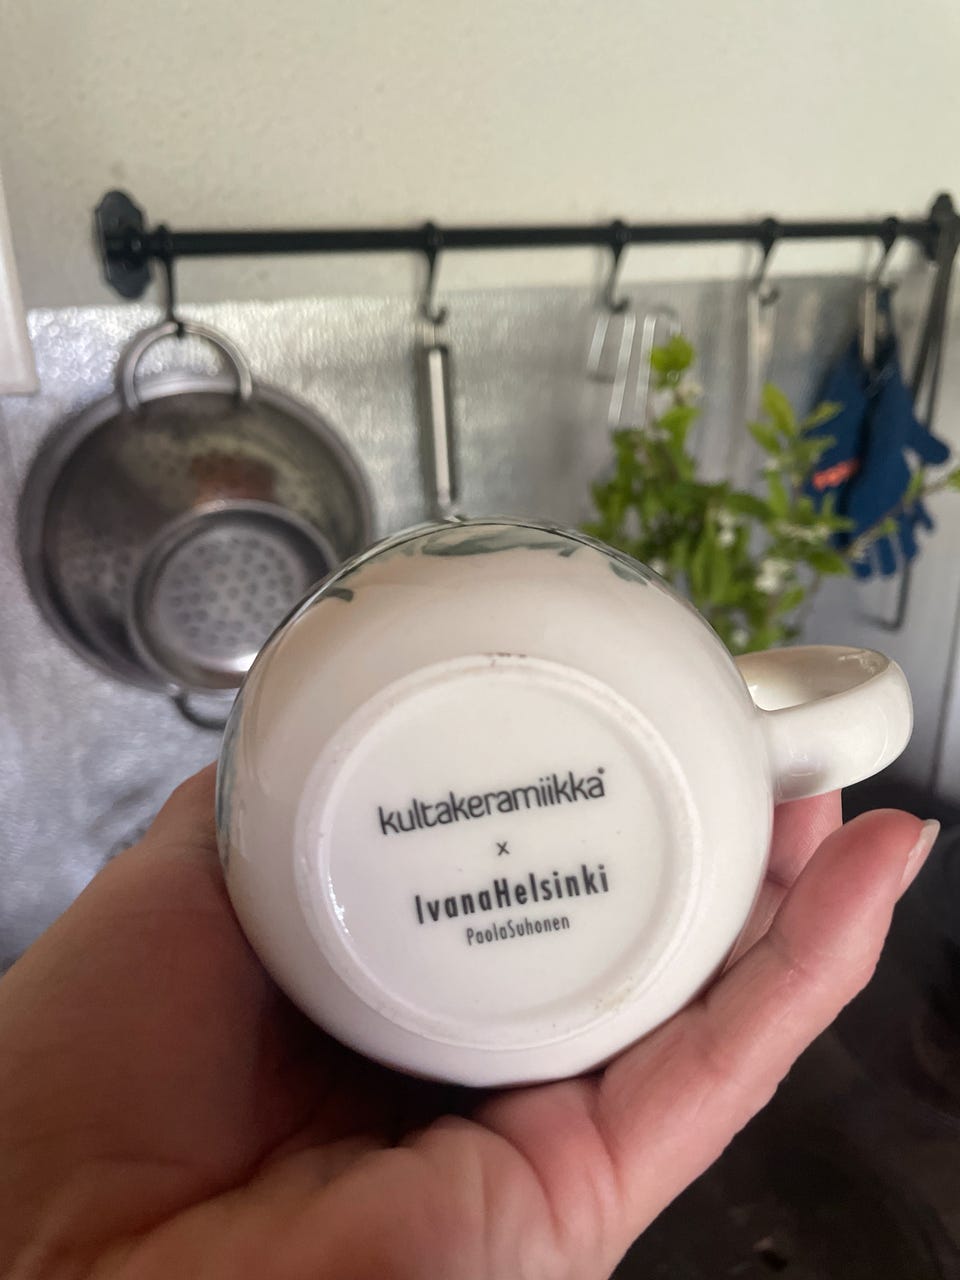 kultakeramiikka®
x
IvanaHelsinki
PaolaSuhonen